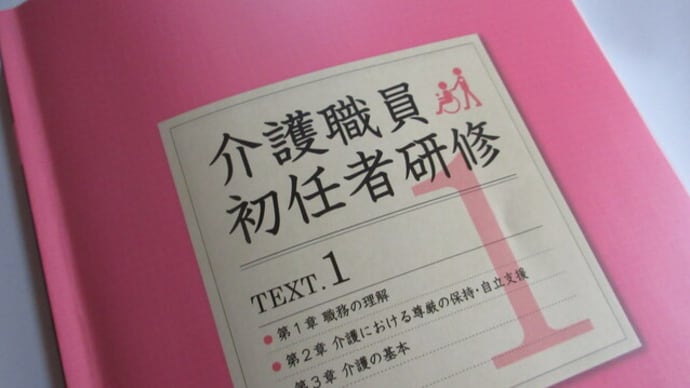 介護職員
初任者研修
1
TEXT.1
●第1章 職務の理解
●第2章 介護における尊厳の保持・自立支援
第3章 介護の基本